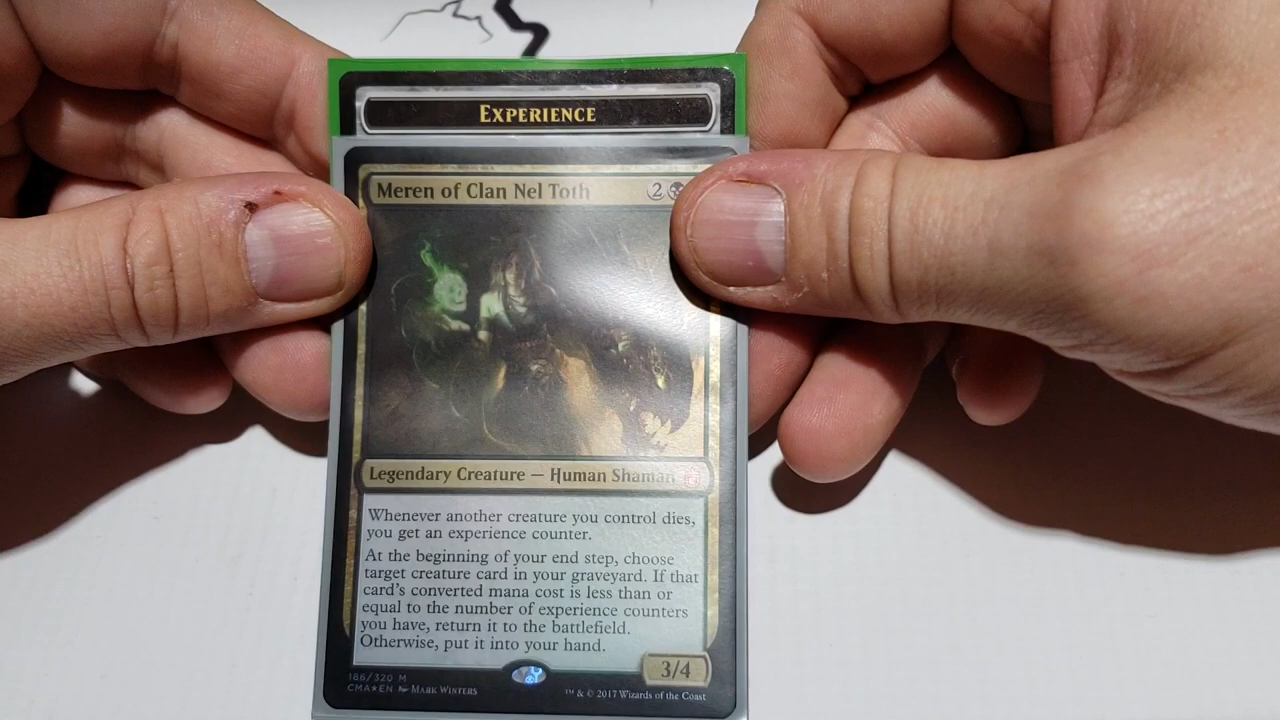 EXPERIENCE
Meren of Clan Nel Toth 2
Legendary Creature — Human Shaman
Whenever another creature you control dies,
you get an experience counter.
At the beginning of your end step, choose
target creature card in your graveyard. If that
card's converted mana cost is less than or
equal to the number of experience counters
you have, return it to the battlefield.
Otherwise, put it into your hand.
3/4
186/320 M
CMA★EN MARK WINTERS
™ & © 2017 Wizards of the Coast